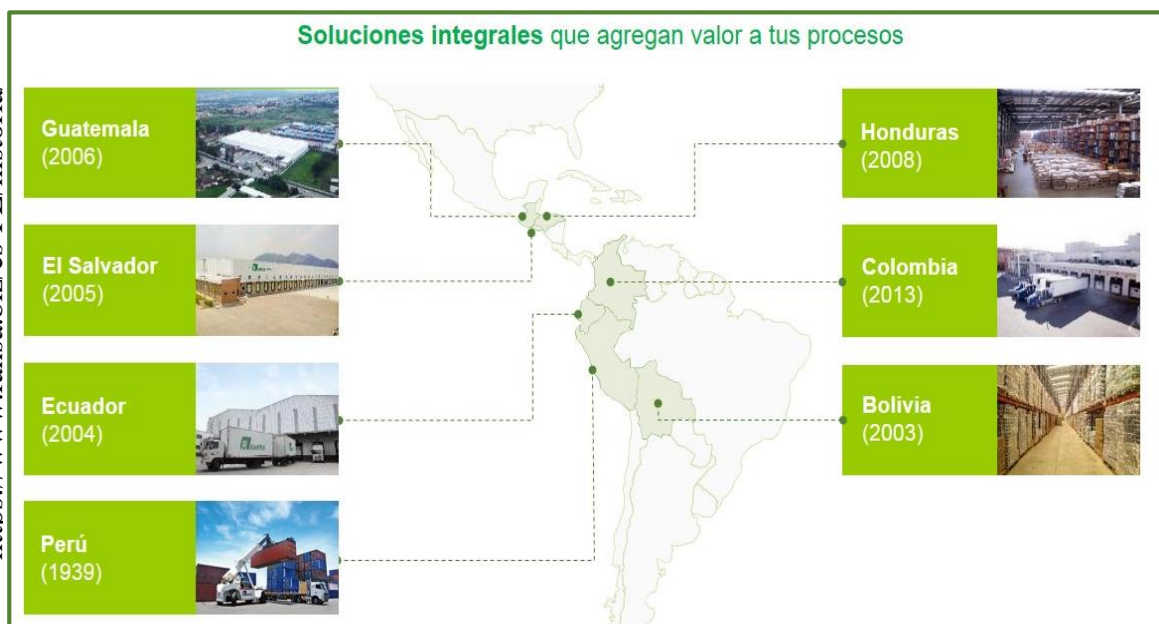 Soluciones integrales que agregan valor a tus procesos
Guatemala
(2006)
El Salvador
(2005)
Ecuador
(2004)
Perú
(1939)
Honduras
(2008)
Colombia
(2013)
Bolivia
(2003)